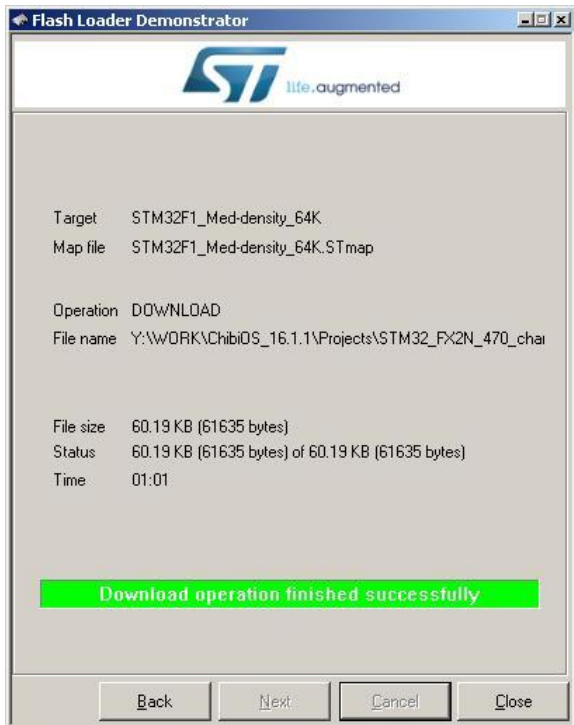 Flash Loader Demonstrator
ST life.augmented
Target STM32F1_Med-density_64K
Map file STM32F1_Med-density_64K.STmap
Operation DOWNLOAD
File name Y:\WORK\ChibiOS_16.1.1\Projects\STM32_FX2N_470_chai
File size 60.19 KB (61635 bytes)
Status 60.19 KB (61635 bytes) of 60.19 KB (61635 bytes)
Time 01:01
Download operation finished successfully
Back Next Cancel Close